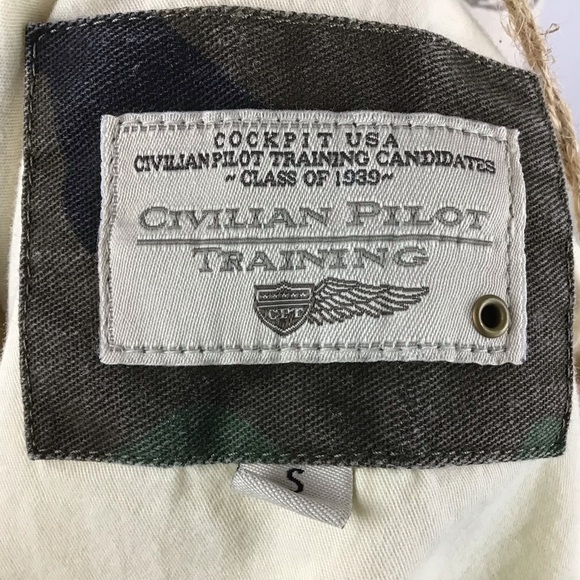 COCKPIT USA
CIVILIAN PILOT TRAINING CANDIDATES
~CLASS OF 1939~
CIVILIAN PILOT
TRAINING
CPT
S